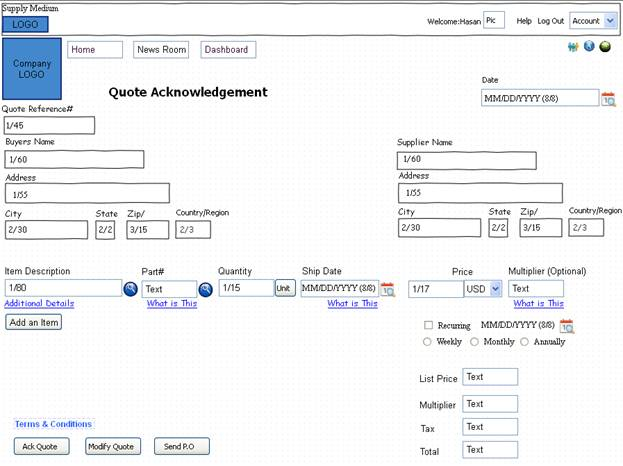 Supply Medium
LOGO
Welcome:Hasan Pic Help Log Out Account
Company
LOGO
Home News Room Dashboard
Quote Acknowledgement
Date
MM/DD/YYYY (8/8)
Quote Reference#
1/45
Buyers Name Supplier Name
1/60 1/60
Address Address
1/55 1/55
City State Zip/ Country/Region City State Zip/ Country/Region
2/30 2/2 3/15 2/3 2/30 2/2 3/15 2/3
Item Description Part# Quantity Ship Date Price Multiplier (Optional)
1/80 Text 1/15 Unit MM/DD/YYYY (8/8) 1/17 USD Text
Additional Details What is This What is This What is This
Add an Item
Recurring MM/DD/YYYY (8/8)
Weekly Monthly Annually
List Price Text
Multiplier Text
Tax Text
Total Text
Terms & Conditions
Ack Quote Modify Quote Send P.O